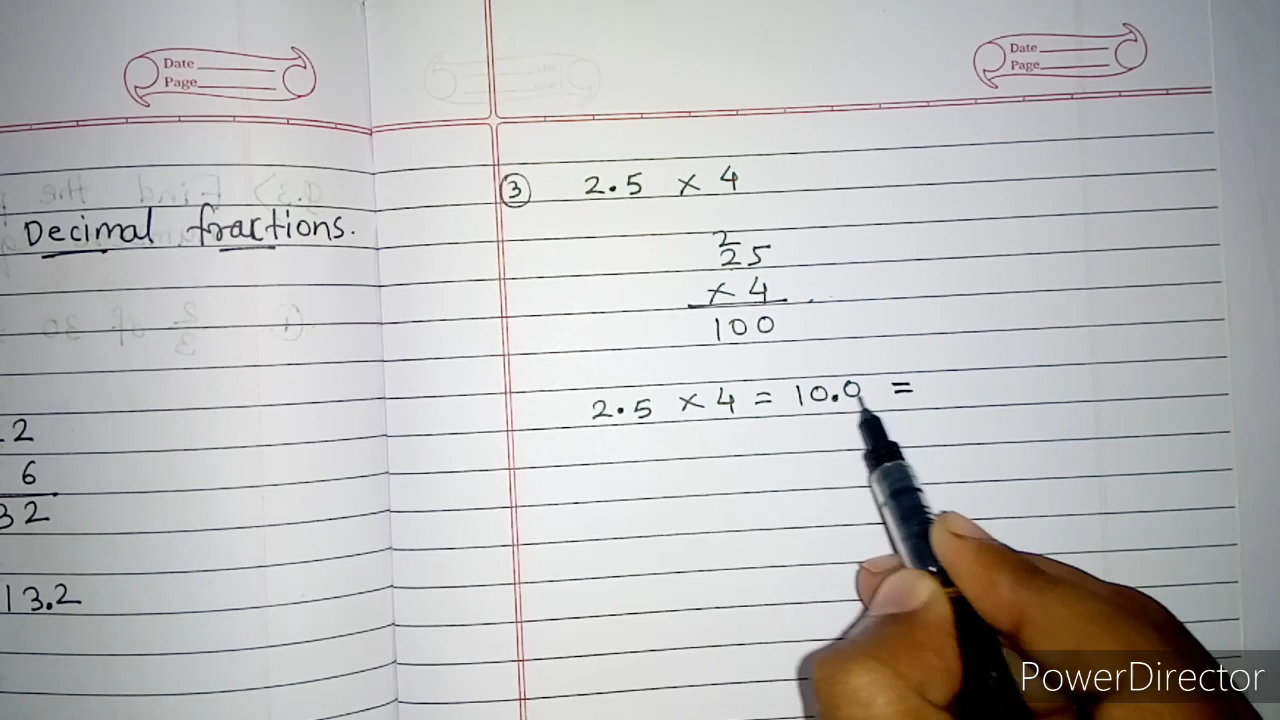 Date
Page
Decimal fractions.
2
6
32
13.2
Date
Page
3 2.5 × 4
2
25
× 4
100
2.5 × 4 = 10.0 =
PowerDirector